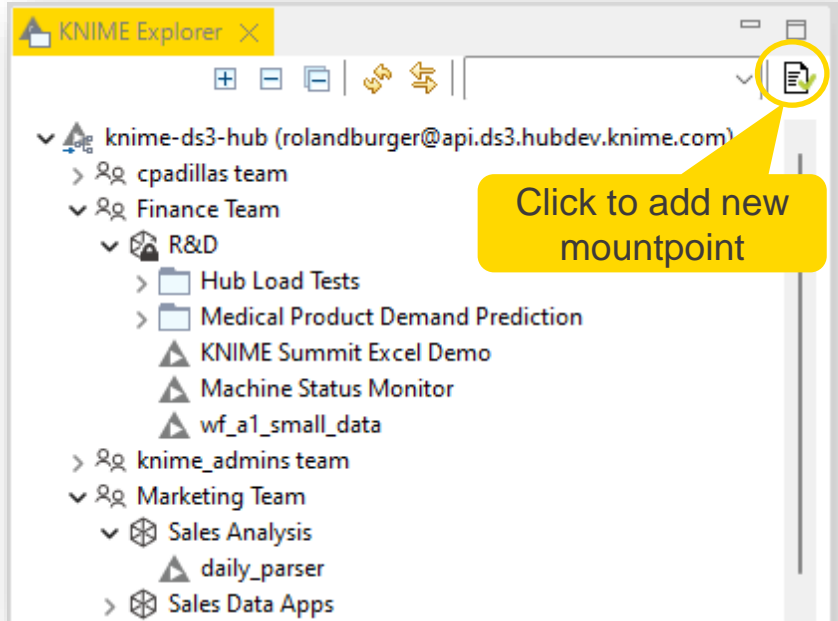 KNIME Explorer
knime-ds3-hub (rolandburger@api.ds3.hubdev.knime.com)
cpadillas team
Finance Team
Click to add new
mountpoint
R&D
Hub Load Tests
Medical Product Demand Prediction
KNIME Summit Excel Demo
Machine Status Monitor
wf_a1_small_data
knime_admins team
Marketing Team
Sales Analysis
daily_parser
Sales Data Apps